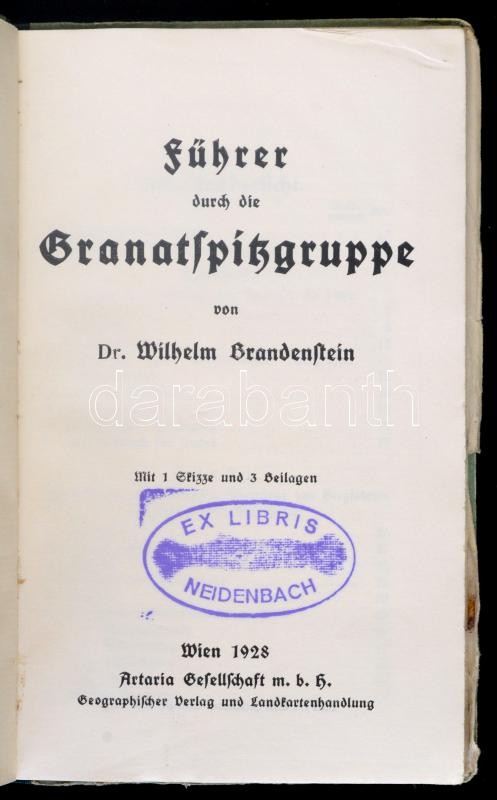 Führer
durch die
Granatspitzgruppe
von
Dr. Wilhelm Brandenstein
darabanth
Mit 1 Skizze und 3 Beilagen
EX LIBRIS
NEIDENBACH
Wien 1928
Artaria Gesellschaft m. b. H.
Geographischer Verlag und Landkartenhandlung